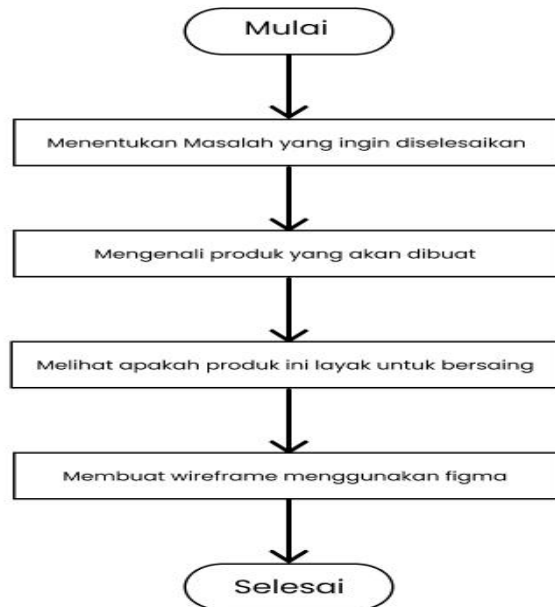 Mulai
Menentukan Masalah yang ingin diselesaikan
Mengenali produk yang akan dibuat
Melihat apakah produk ini layak untuk bersaing
Membuat wireframe menggunakan figma
Selesai